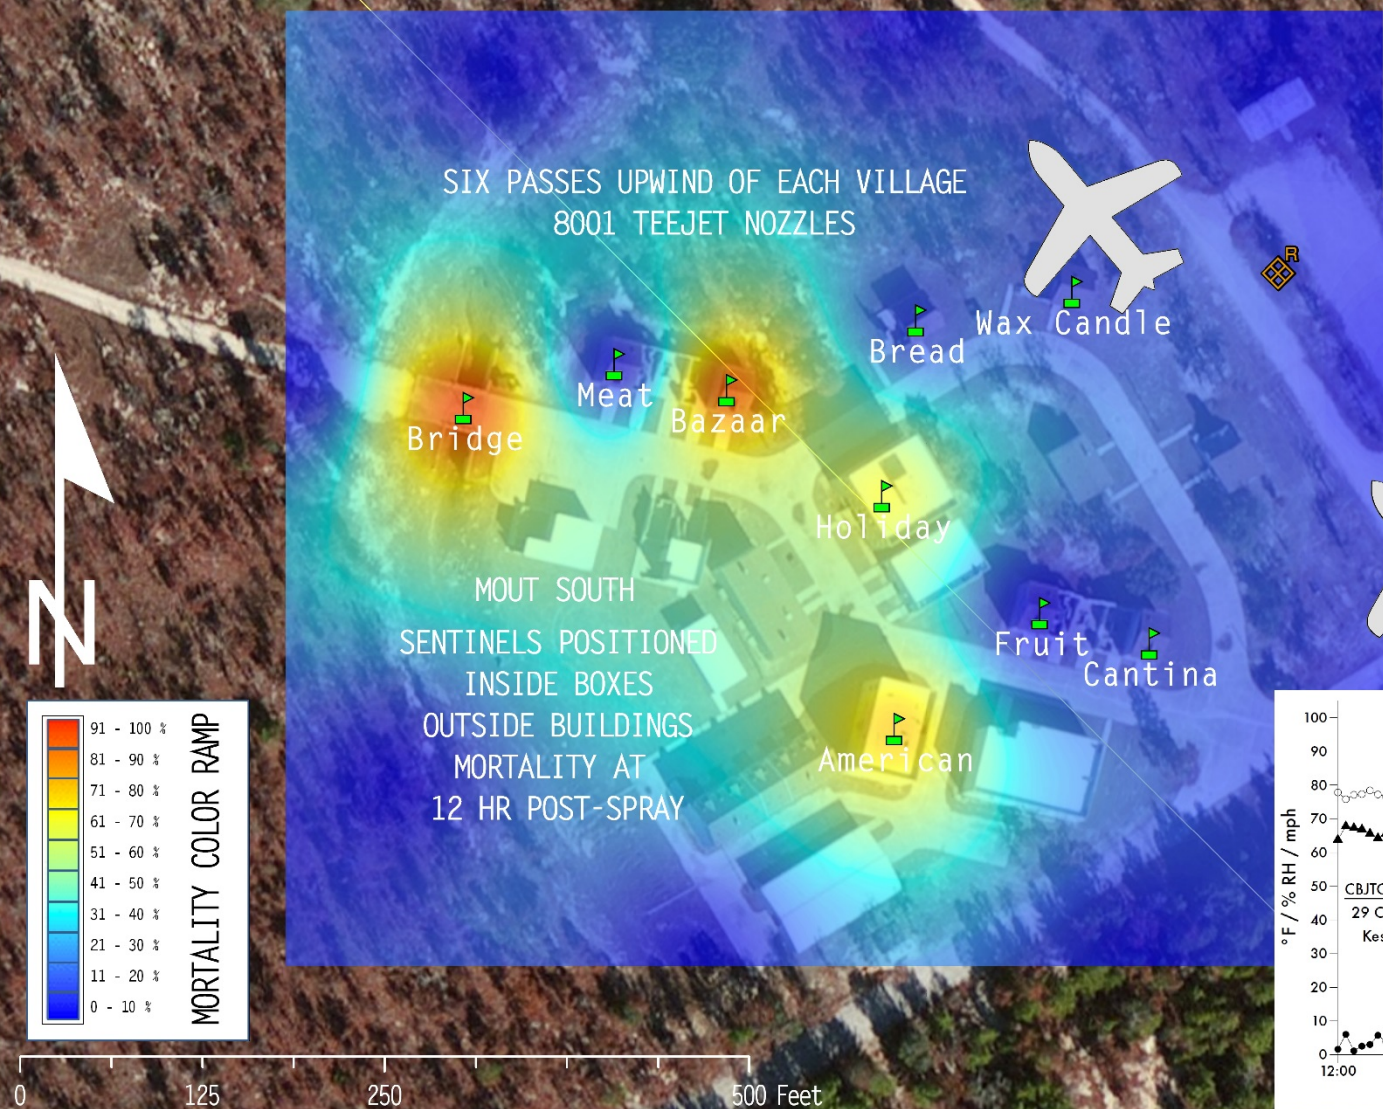 SIX PASSES UPWIND OF EACH VILLAGE
8001 TEEJET NOZZLES
R
Wax Candle
Bread
Meat
Bazaar
Bridge
Holiday
MOUT SOUTH
SENTINELS POSITIONED
INSIDE BOXES
OUTSIDE BUILDINGS
MORTALITY AT
12 HR POST-SPRAY
Fruit
Cantina
American
N
MORTALITY COLOR RAMP
91 - 100 %
81 - 90 %
71 - 80 %
61 - 70 %
51 - 60 %
41 - 50 %
31 - 40 %
21 - 30 %
11 - 20 %
0 - 10 %
0 125 250 500 Feet
°F / % RH / mph
100
90
80
70
60
50
40
30
20
10
0
12:00
CBJTC
29
Kes